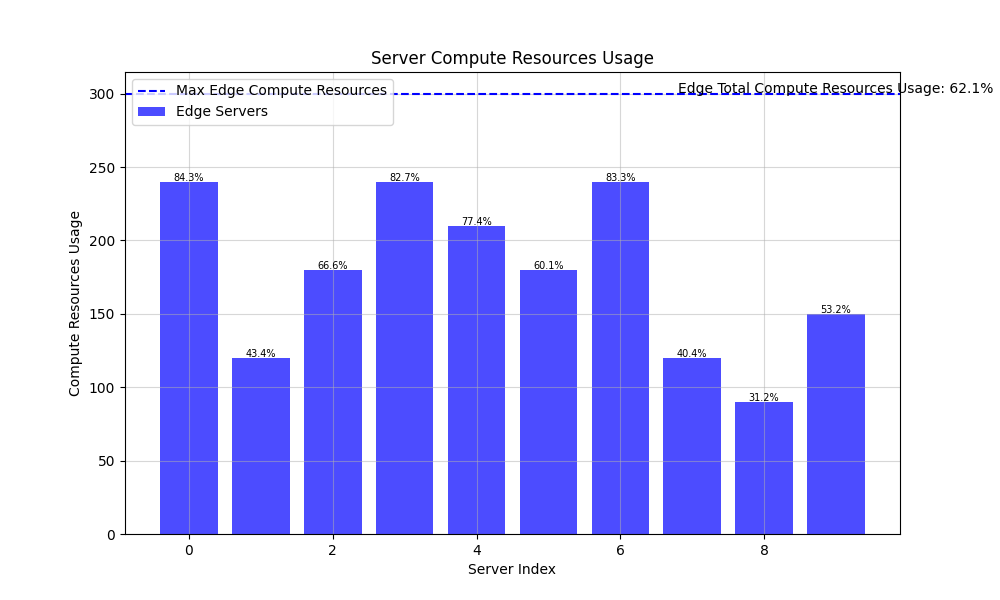 Server Compute Resources Usage
Max Edge Compute Resources
Edge Servers
Edge Total Compute Resources Usage: 62.1%
300
250
200
150
100
50
0
Compute Resources Usage
84.3%
43.4%
66.6%
82.7%
77.4%
60.1%
83.3%
40.4%
31.2%
53.2%
0 2 4 6 8
Server Index